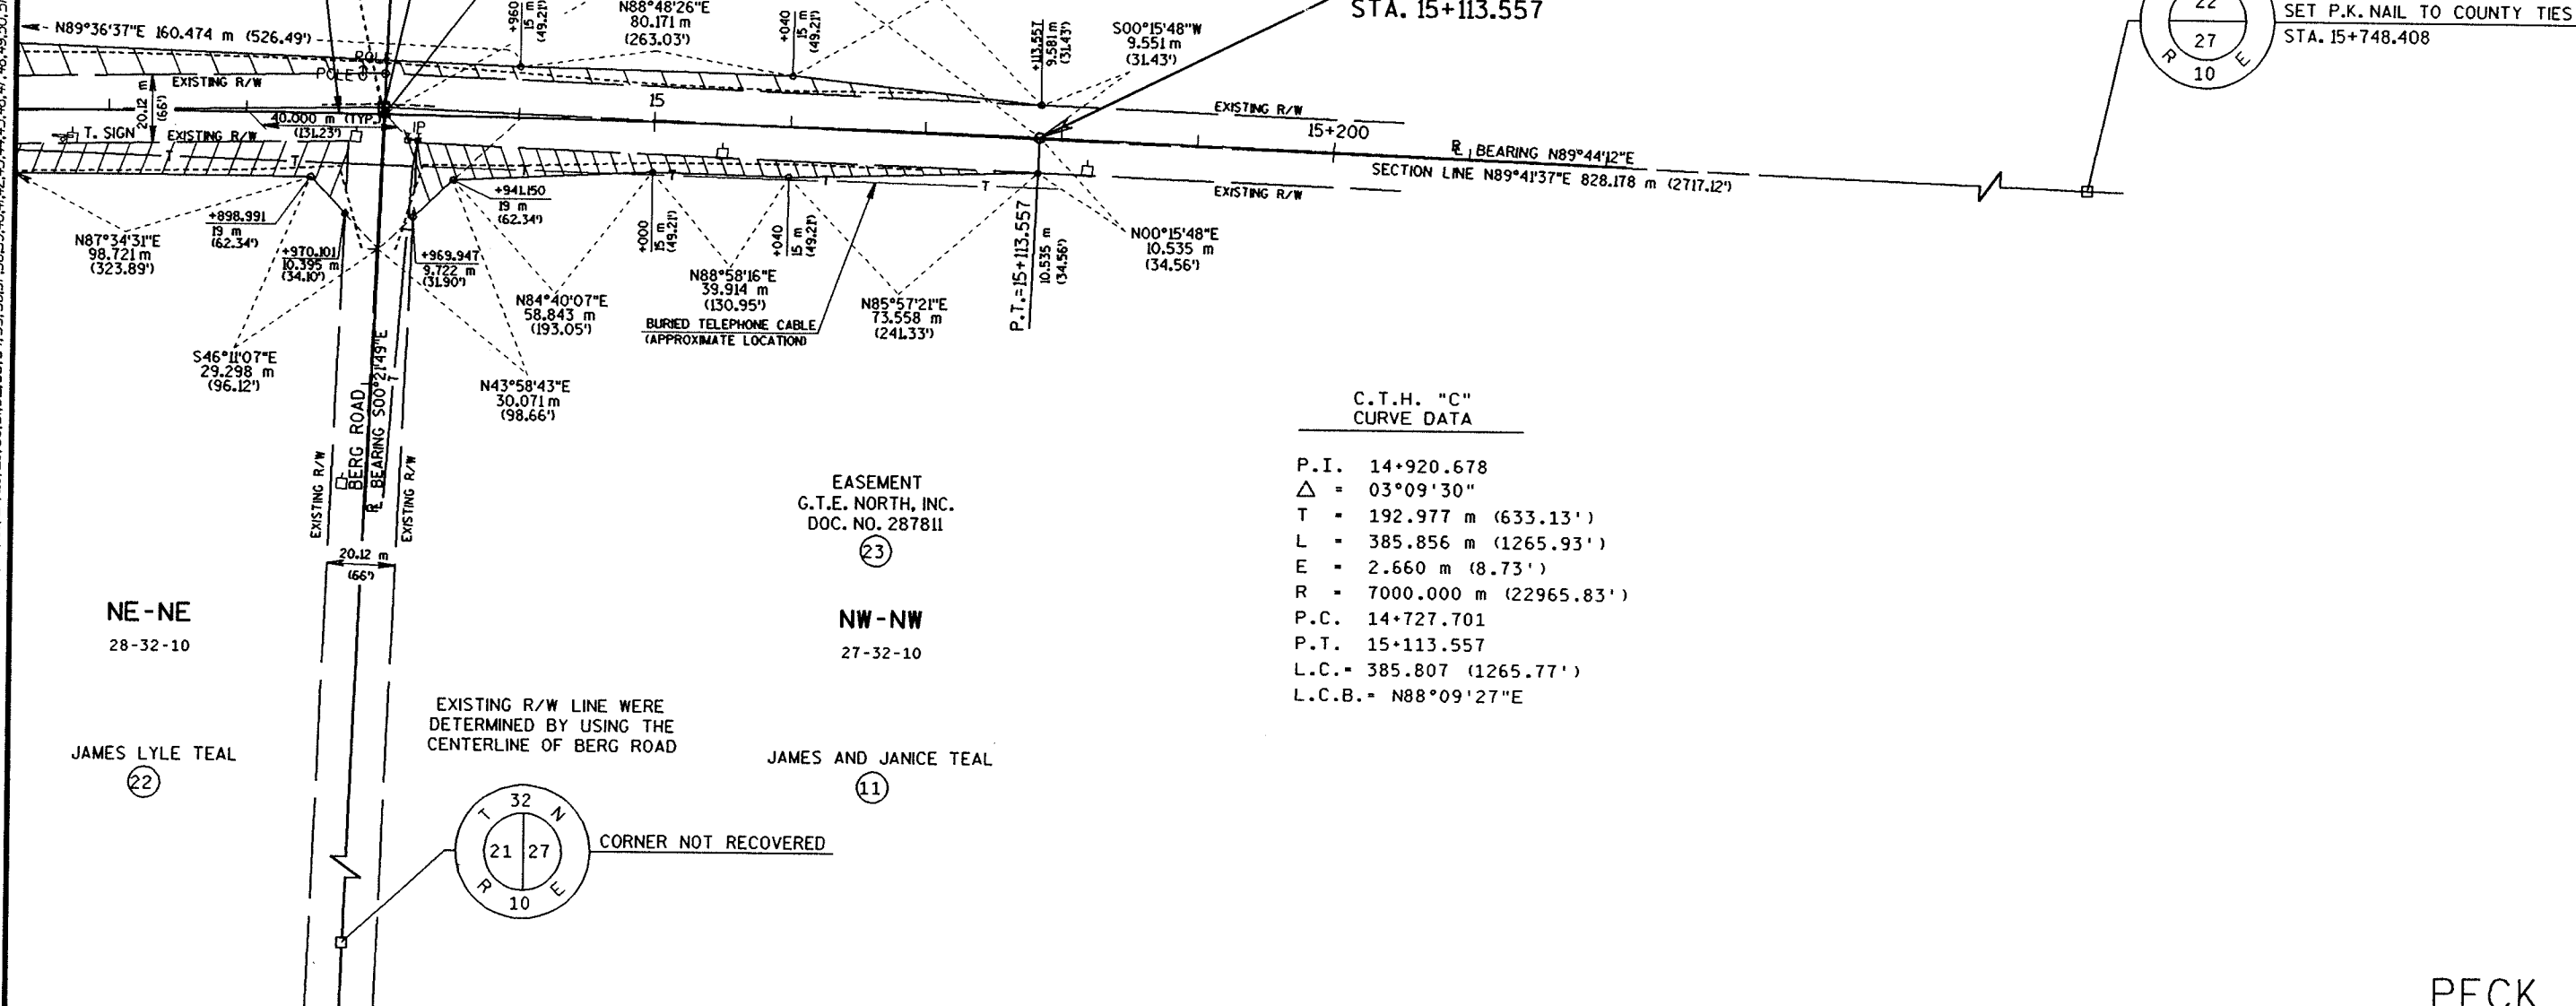 N89°36'37"E 160.474 m (526.49')
+960
15 m
(49.21')
N88°48'26"E
80.171 m
(263.03')
+040
15 m
(49.21')
+113.557
9.581 m
(31.43')
S00°15'48"W
9.551 m
(31.43')
STA. 15+113.557
22
27
R E
10
SET P.K. NAIL TO COUNTY TIES
STA. 15+748.408
POLE
POLE
EXISTING R/W
20.12 m
(66')
15
EXISTING R/W
15+200
T. SIGN
EXISTING R/W
40.000 m (TYP.)
(131.23')
IP
BEARING N89°44'12"E
SECTION LINE N89°41'37"E 828.178 m (2717.12')
EXISTING R/W
T
T
T
T
N87°34'31"E
98.721 m
(323.89')
+898.991
19 m
(62.34')
+970.101
10.395 m
(34.10')
+941.150
19 m
(62.34')
+969.947
9.722 m
(31.90')
+000
15 m
(49.21')
+040
15 m
(49.21')
P.T.=15+113.557
10.535 m
(34.56')
N00°15'48"E
10.535 m
(34.56')
N84°40'07"E
58.843 m
(193.05')
N88°58'16"E
39.914 m
(130.95')
N85°57'21"E
73.558 m
(241.33')
BURIED TELEPHONE CABLE
(APPROXIMATE LOCATION)
S46°11'07"E
29.298 m
(96.12')
N43°58'43"E
30.071 m
(98.66')
EXISTING R/W
BERG ROAD
BEARING S00°21'49"E
T
EXISTING R/W
20.12 m
(66')
C.T.H. "C"
CURVE DATA
P.I. 14+920.678
△ = 03°09'30"
T = 192.977 m (633.13')
L = 385.856 m (1265.93')
E = 2.660 m (8.73')
R = 7000.000 m (22965.83')
P.C. 14+727.701
P.T. 15+113.557
L.C.= 385.807 (1265.77')
L.C.B.= N88°09'27"E
EASEMENT
G.T.E. NORTH, INC.
DOC. NO. 287811
23
NE-NE
28-32-10
NW-NW
27-32-10
EXISTING R/W LINE WERE
DETERMINED BY USING THE
CENTERLINE OF BERG ROAD
JAMES LYLE TEAL
22
JAMES AND JANICE TEAL
11
32
T N
21 27
R E
10
CORNER NOT RECOVERED
PECK